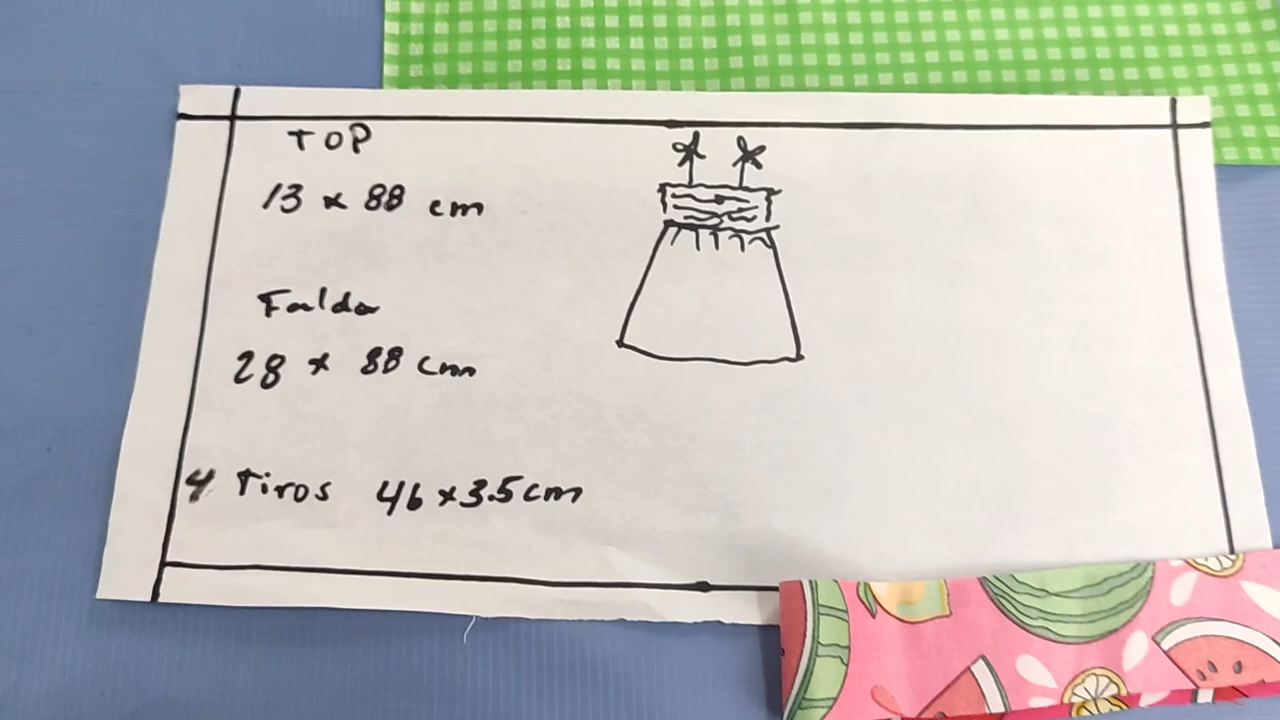 TOP
13 x 88 cm
Falda
28 x 88 cm
4 Tiros 46 x 3.5 cm